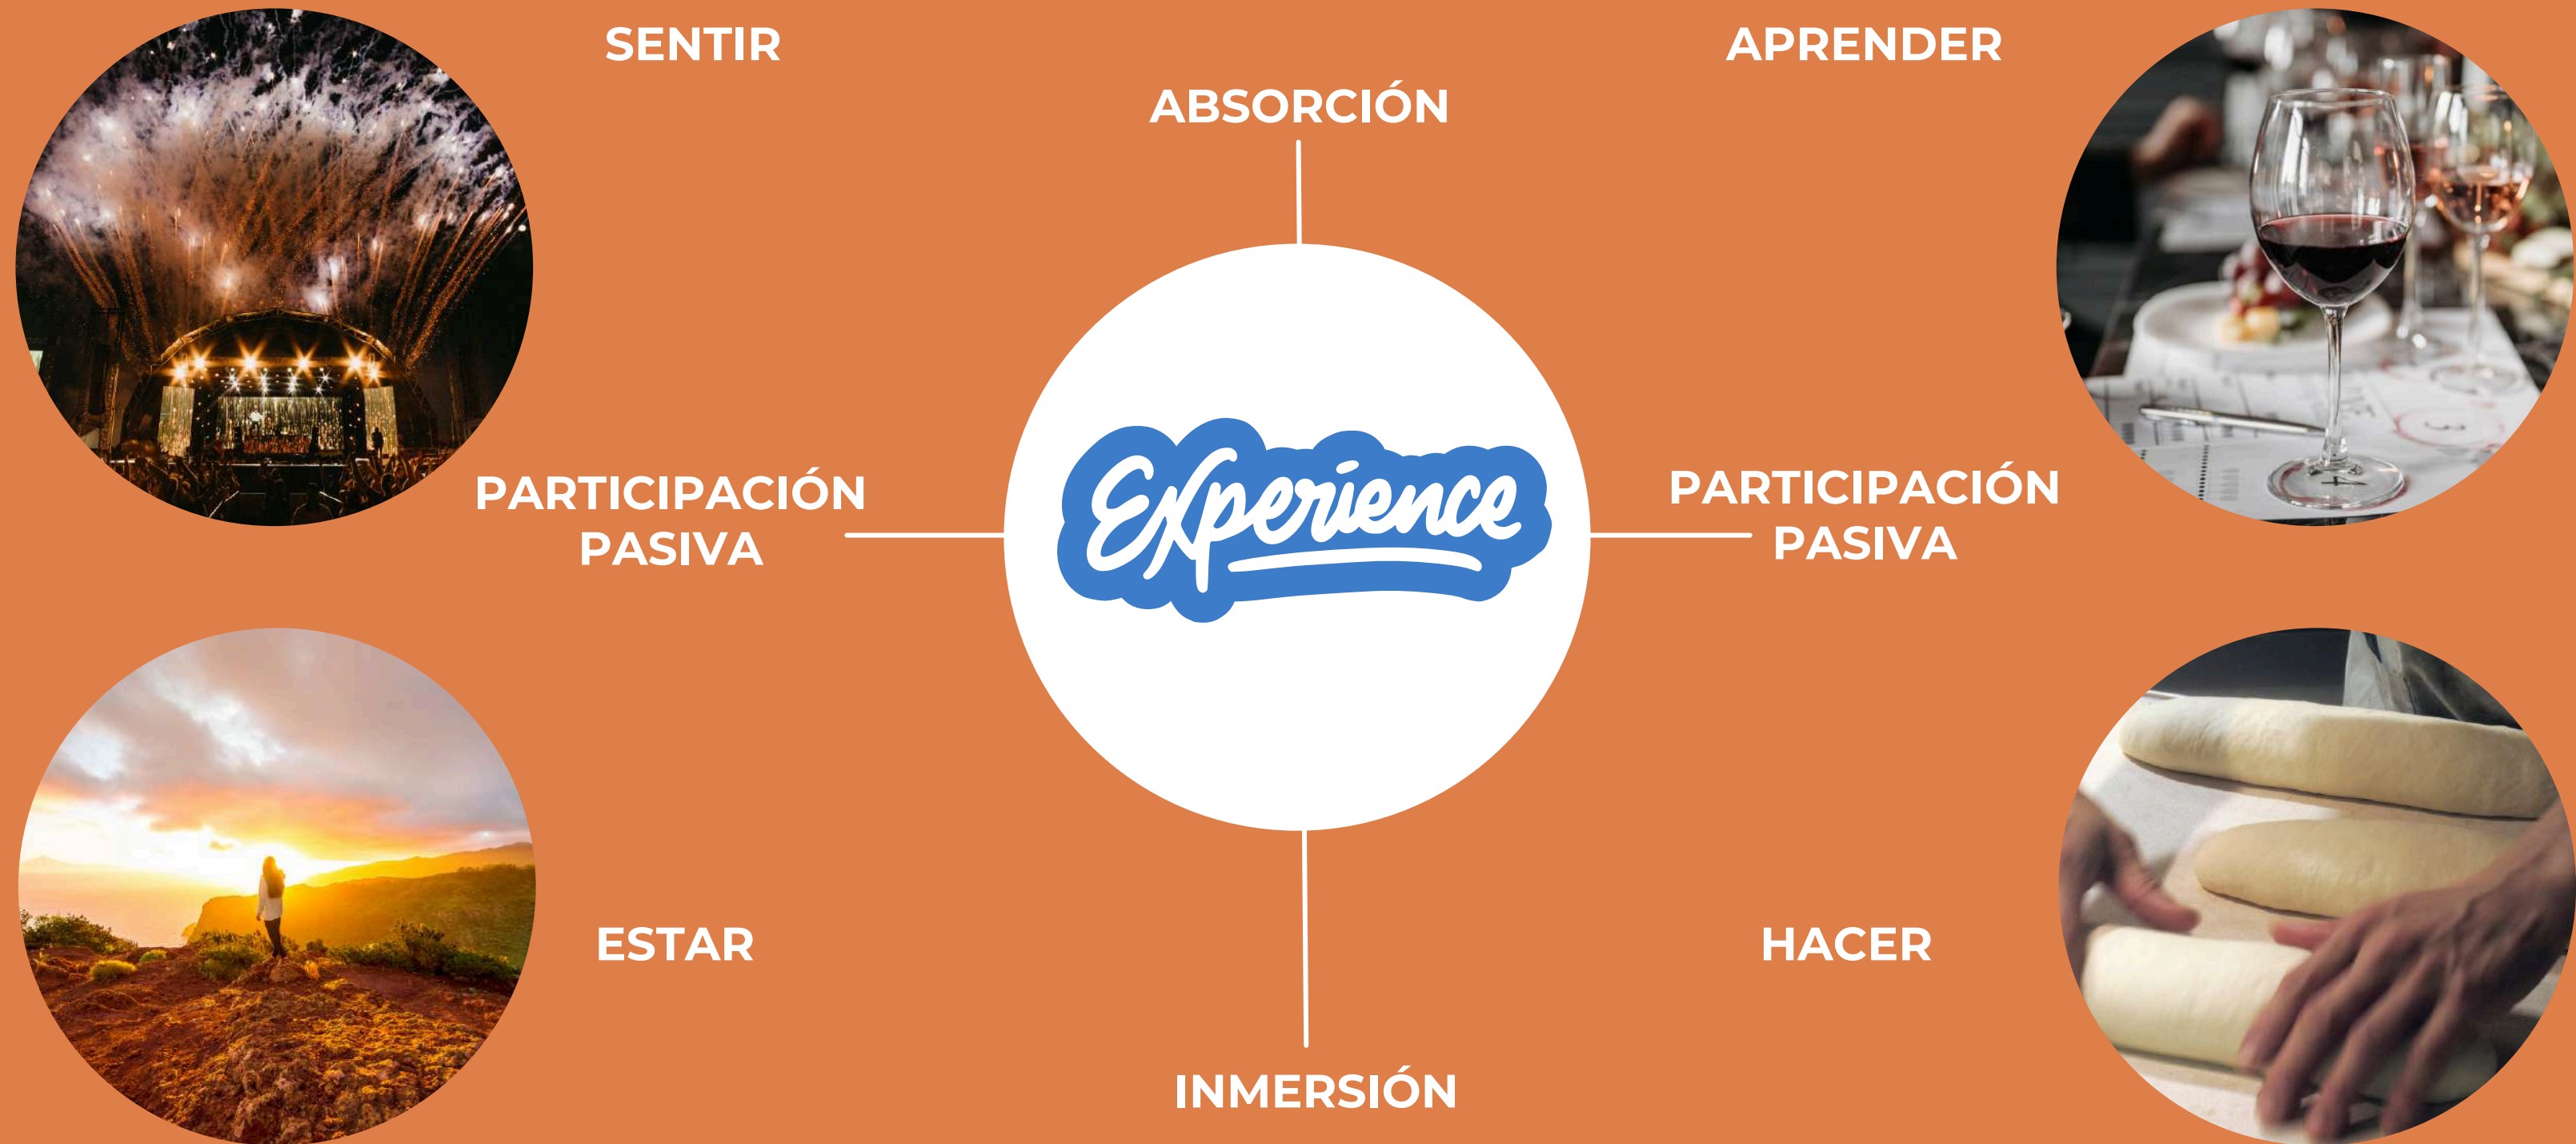 SENTIR
APRENDER
ABSORCIÓN
PARTICIPACIÓN
PASIVA
Experience
PARTICIPACIÓN
PASIVA
ESTAR
HACER
INMERSIÓN